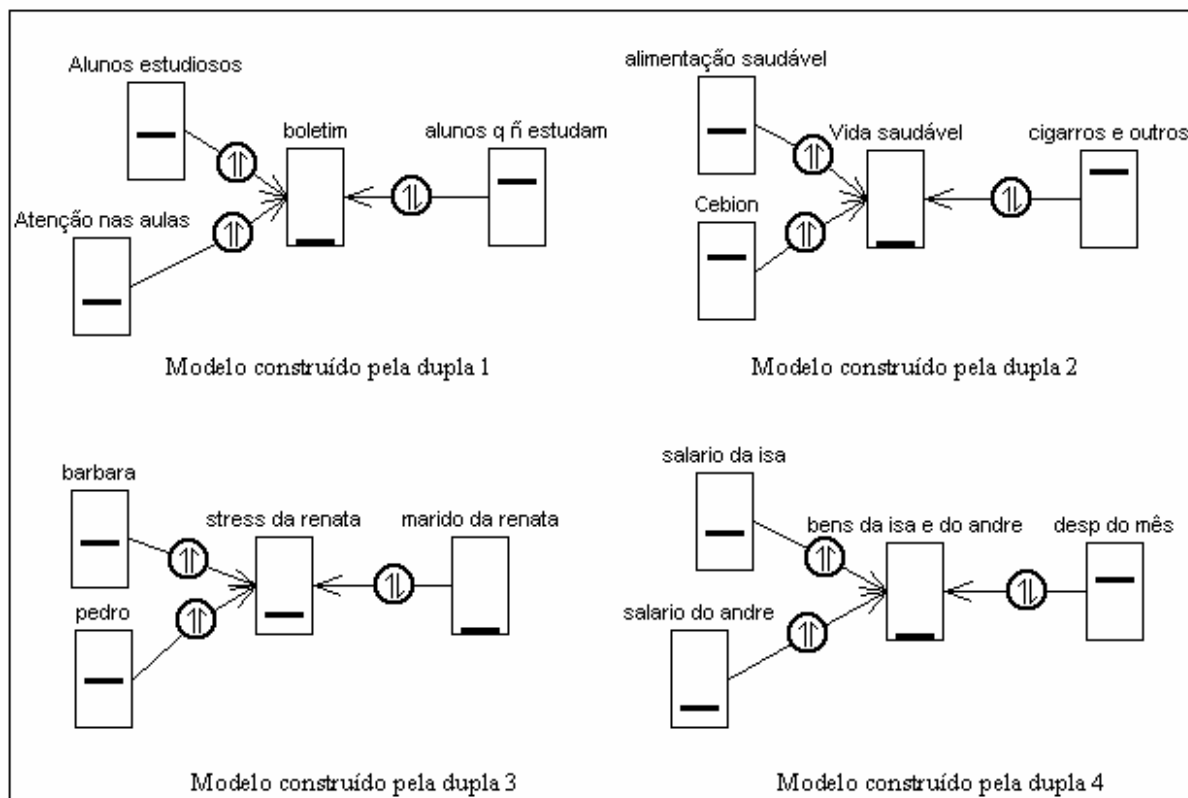 Alunos estudiosos
boletim
alunos q ñ estudam
Atenção nas aulas
Modelo construído pela dupla 1
alimentação saudável
Vida saudável
cigarros e outros
Cebion
Modelo construído pela dupla 2
barbara
stress da renata
marido da renata
pedro
Modelo construído pela dupla 3
salario da isa
bens da isa e do andre
desp do mês
salario do andre
Modelo construído pela dupla 4